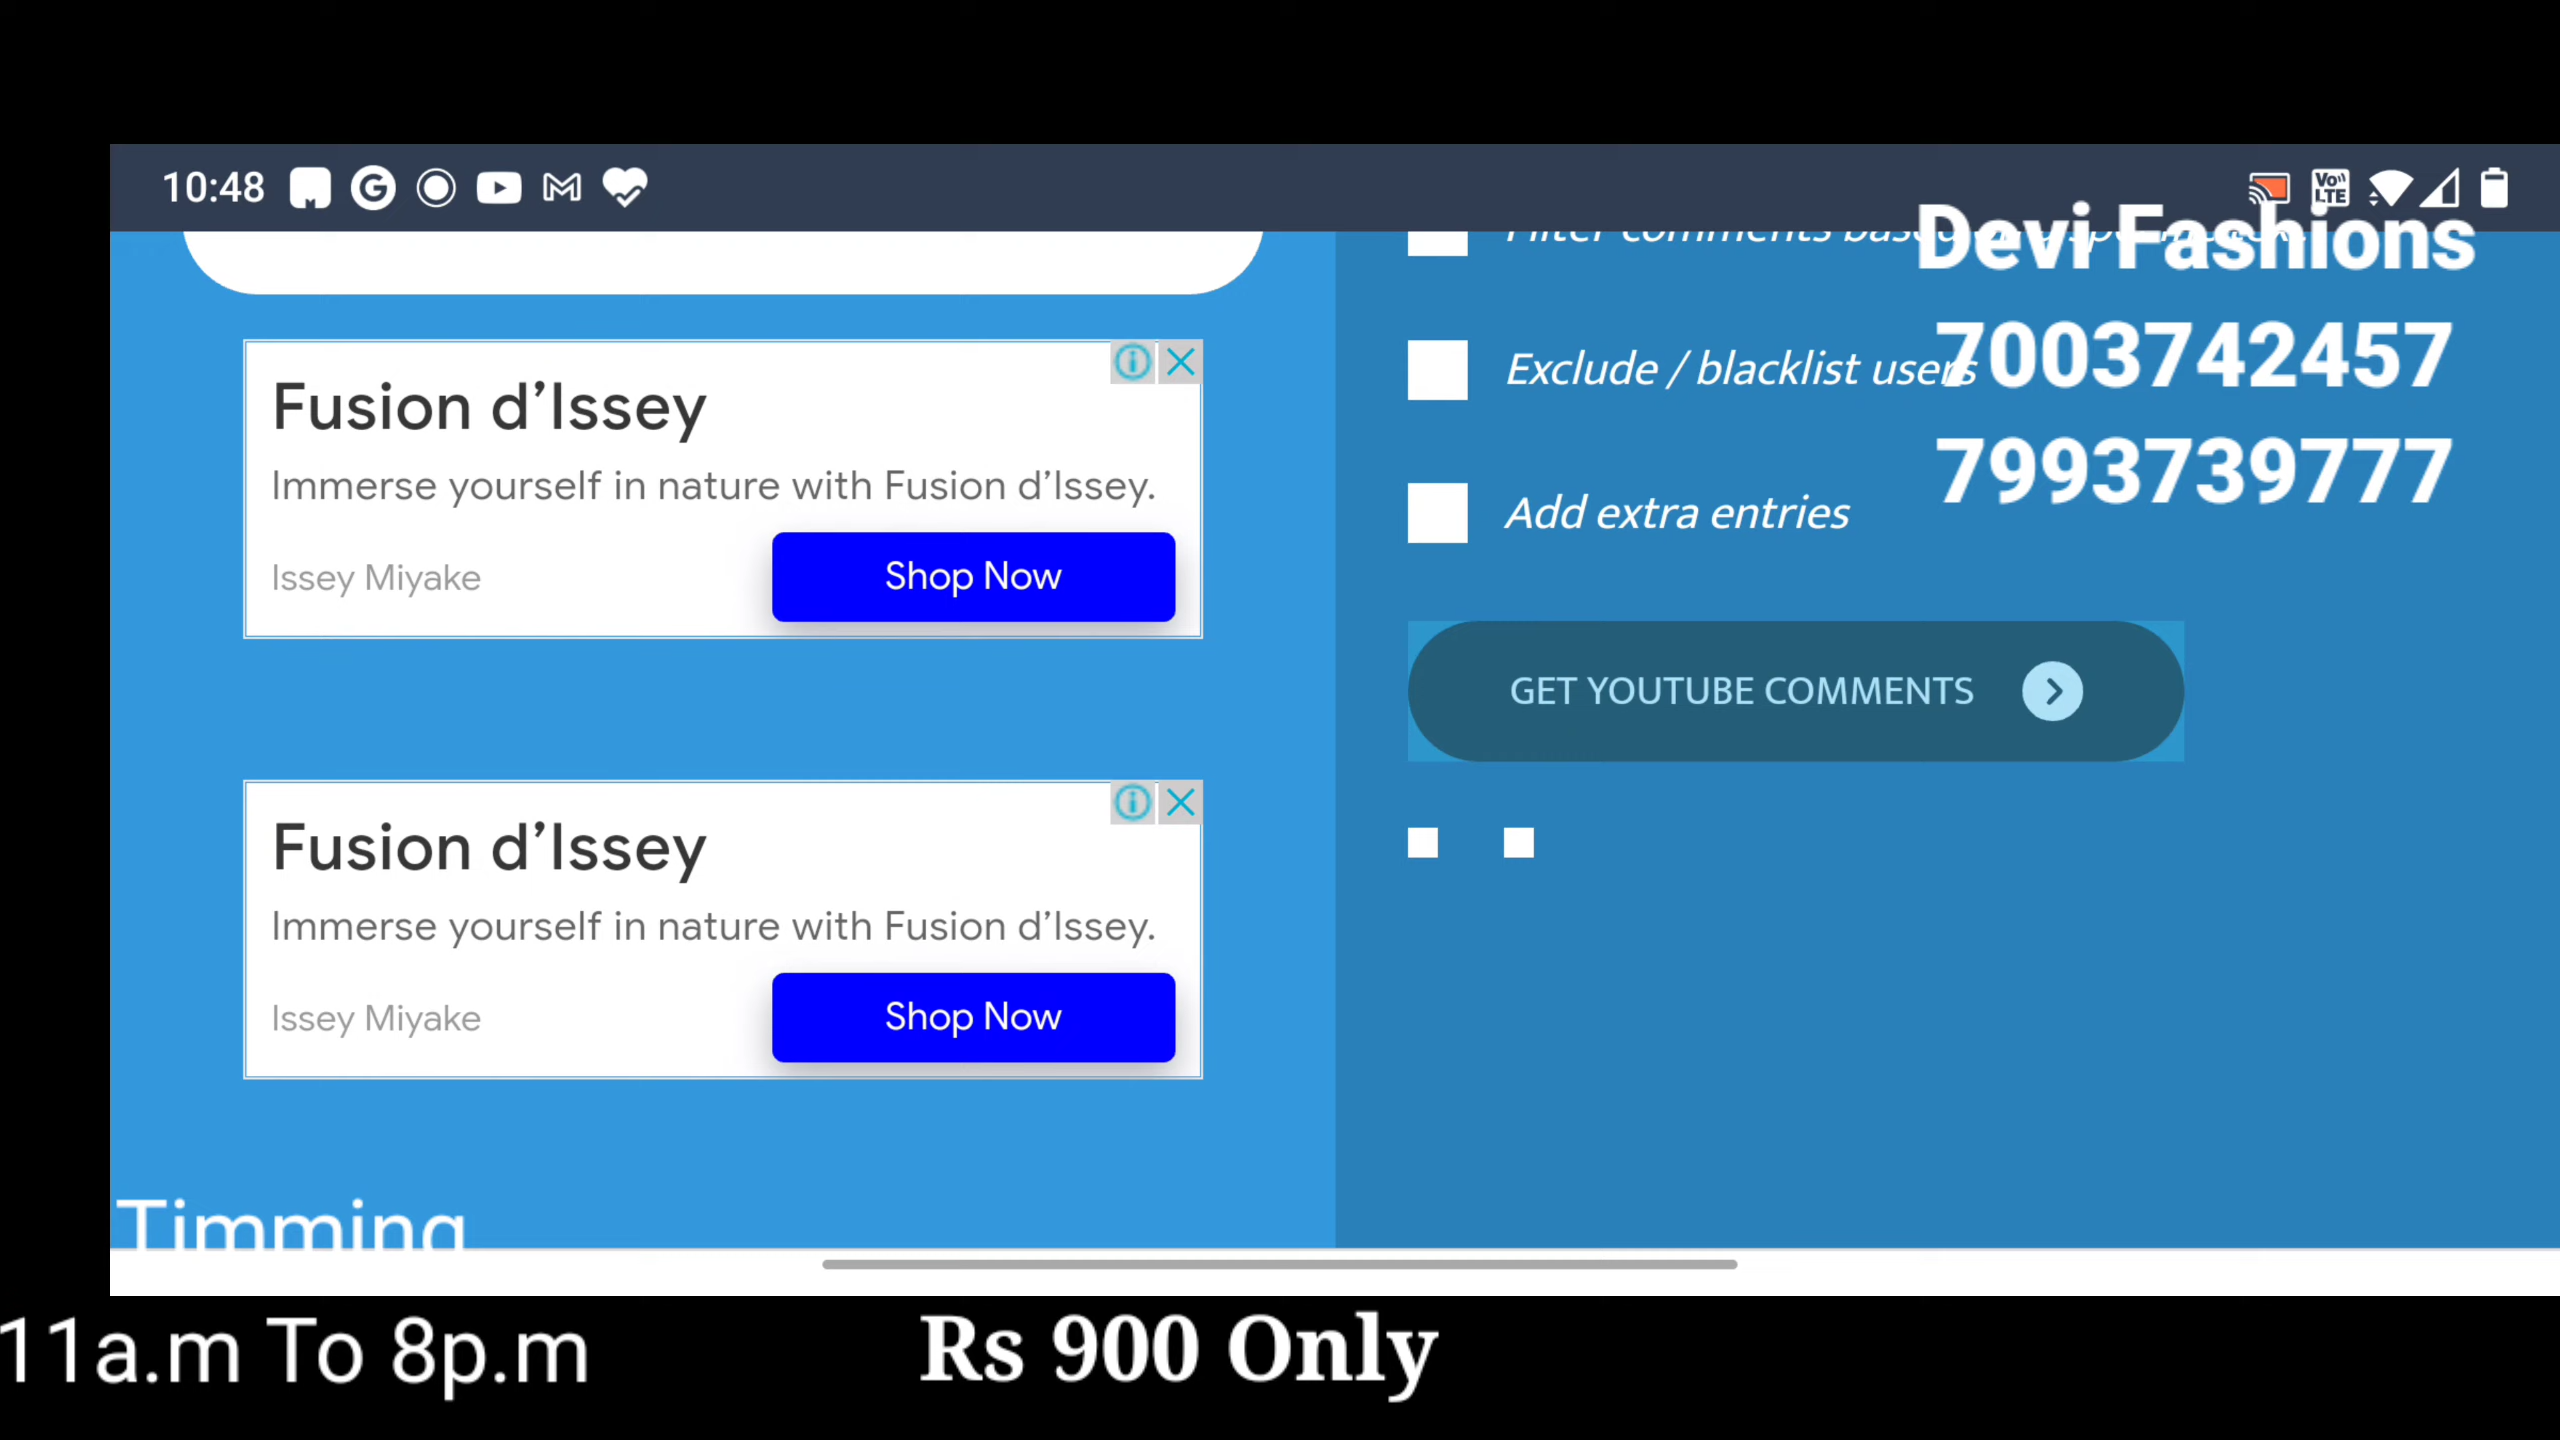 10:48
Filter comments
Devi Fashions
7003742457
7993739777
Fusion d’Issey
Immerse yourself in nature with Fusion d’Issey.
Issey Miyake
Shop Now
Exclude / blacklist users
Add extra entries
GET YOUTUBE COMMENTS
Fusion d’Issey
Immerse yourself in nature with Fusion d’Issey.
Issey Miyake
Shop Now
Timming
11a.m To 8p.m
Rs 900 Only